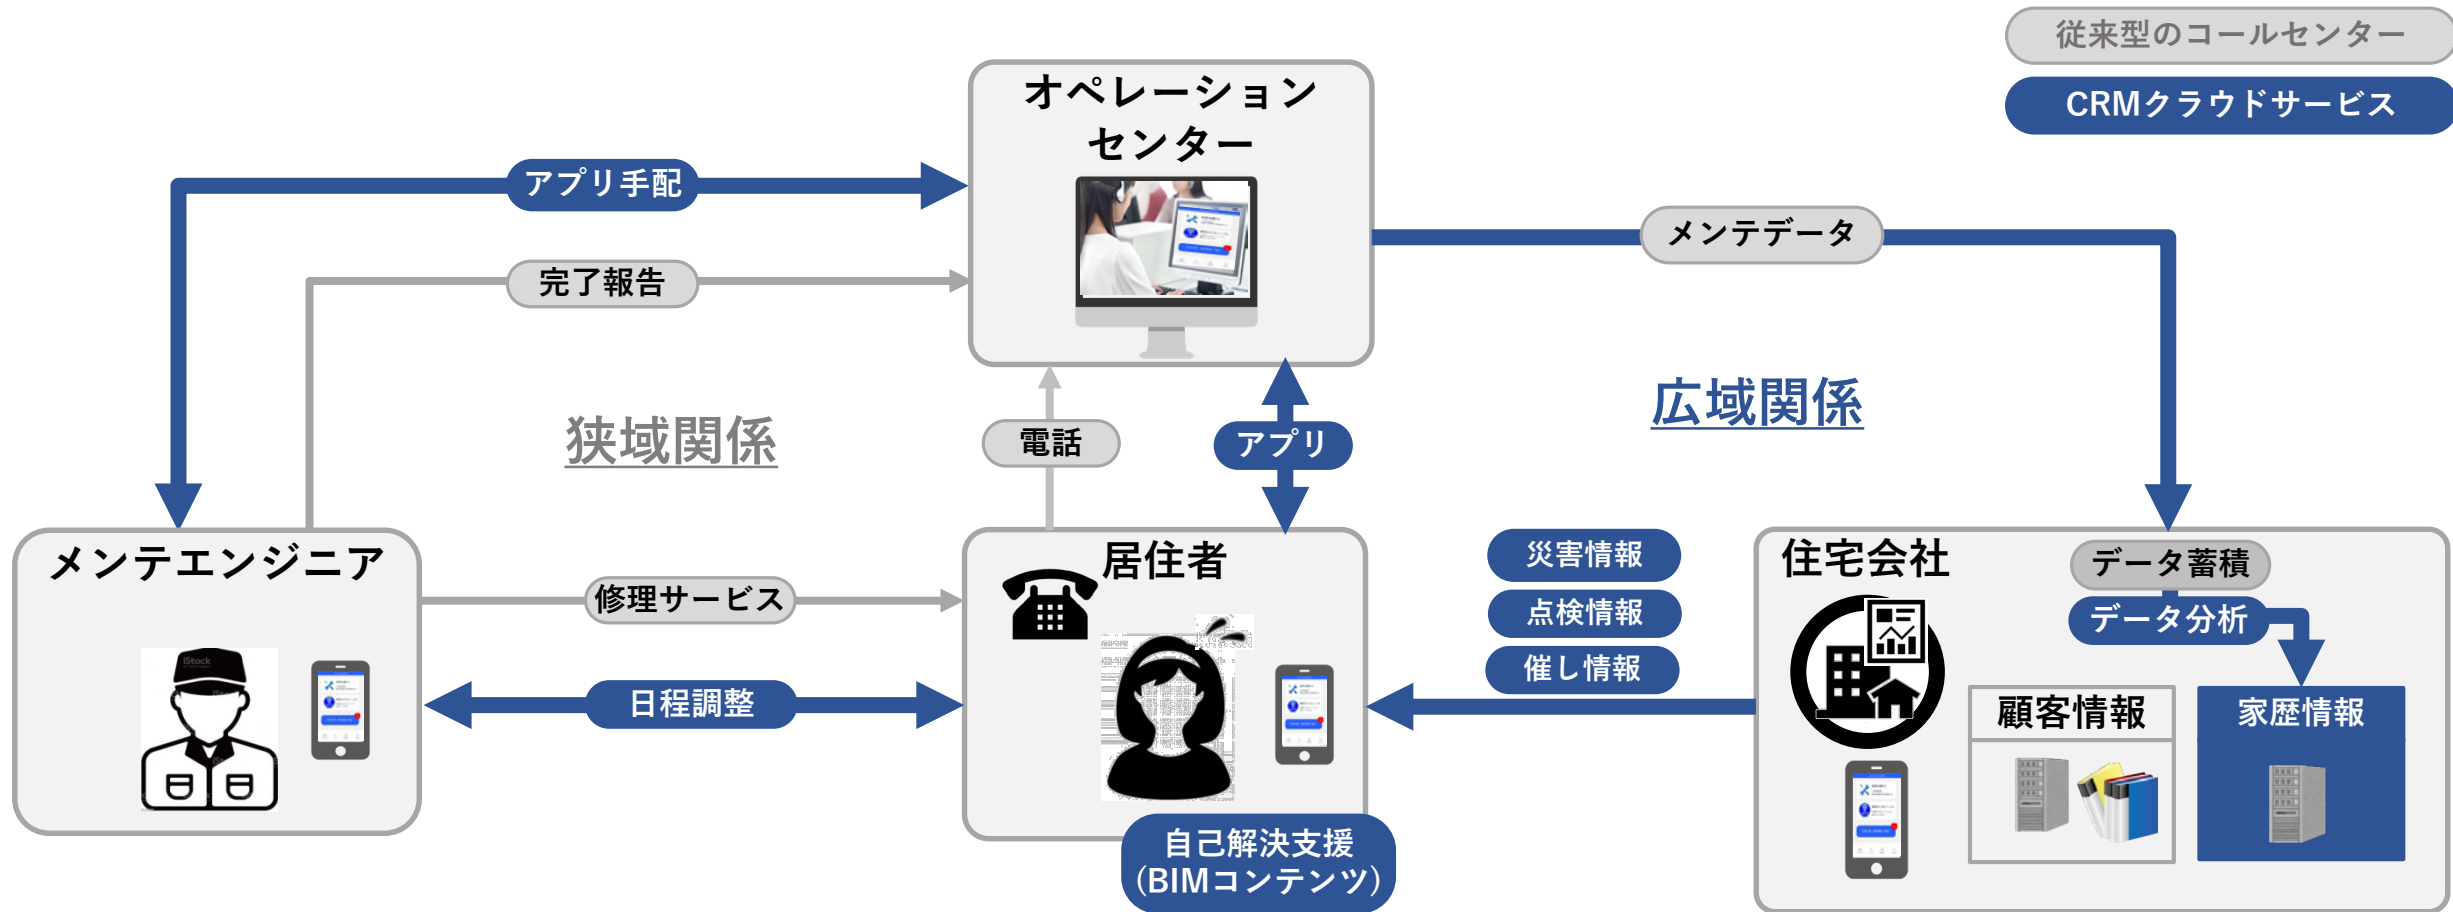 従来型のコールセンター
CRMクラウドサービス
オペレーション
センター
アプリ手配
メンテデータ
完了報告
狭域関係
広域関係
電話
アプリ
メンテエンジニア
居住者
住宅会社
災害情報
点検情報
催し情報
データ蓄積
データ分析
修理サービス
日程調整
顧客情報
家歴情報
自己解決支援
(BIMコンテンツ)
iStock